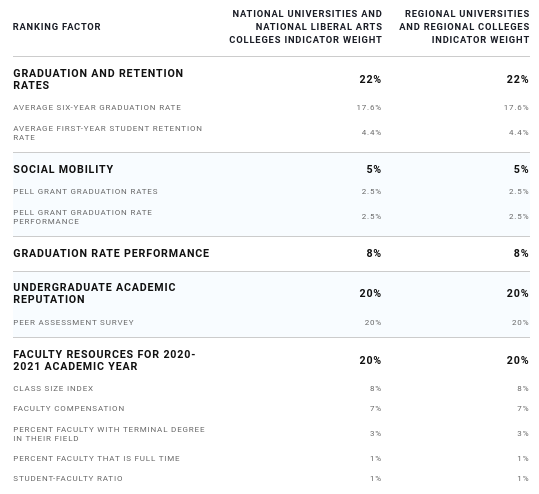 RANKING FACTOR
NATIONAL UNIVERSITIES AND
NATIONAL LIBERAL ARTS
COLLEGES INDICATOR WEIGHT
REGIONAL UNIVERSITIES
AND REGIONAL COLLEGES
INDICATOR WEIGHT
GRADUATION AND RETENTION
RATES
22%
22%
AVERAGE SIX-YEAR GRADUATION RATE
17.6%
17.6%
AVERAGE FIRST-YEAR STUDENT RETENTION
RATE
4.4%
4.4%
SOCIAL MOBILITY
5%
5%
PELL GRANT GRADUATION RATES
2.5%
2.5%
PELL GRANT GRADUATION RATE
PERFORMANCE
2.5%
2.5%
GRADUATION RATE PERFORMANCE
8%
8%
UNDERGRADUATE ACADEMIC
REPUTATION
20%
20%
PEER ASSESSMENT SURVEY
20%
20%
FACULTY RESOURCES FOR 2020-
2021 ACADEMIC YEAR
20%
20%
CLASS SIZE INDEX
8%
8%
FACULTY COMPENSATION
7%
7%
PERCENT FACULTY WITH TERMINAL DEGREE
IN THEIR FIELD
3%
3%
PERCENT FACULTY THAT IS FULL TIME
1%
1%
STUDENT-FACULTY RATIO
1%
1%